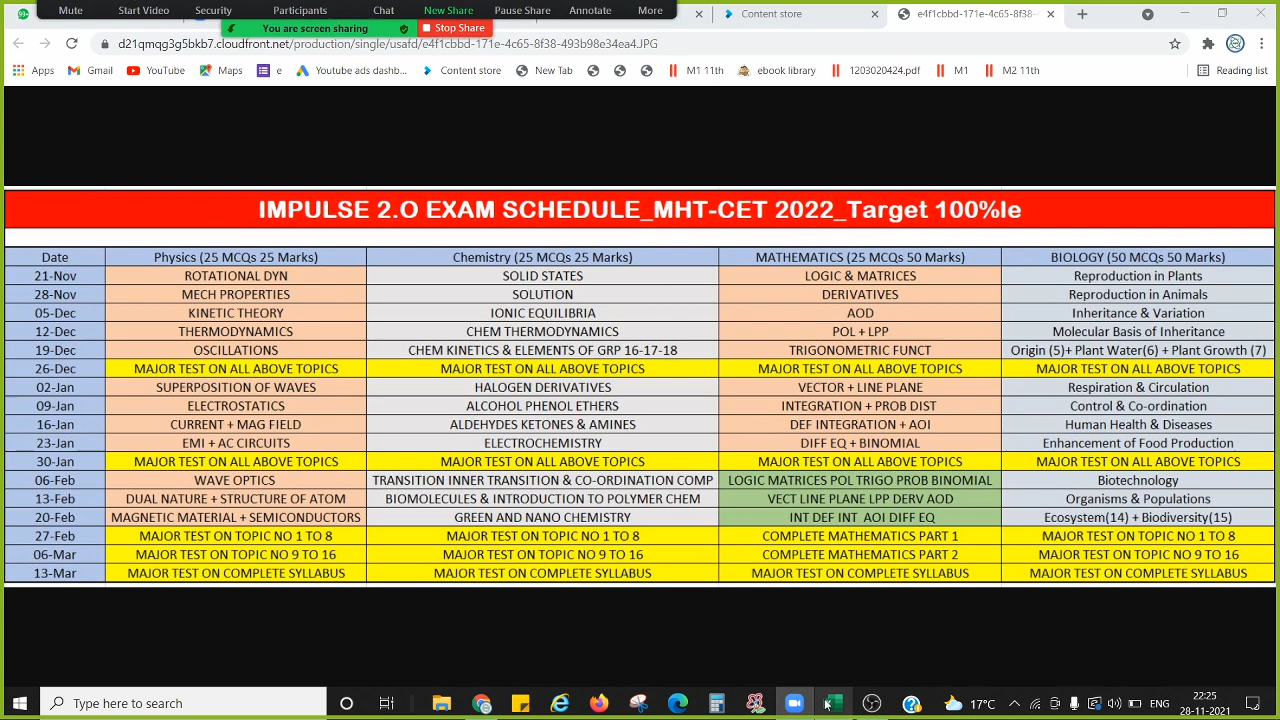 Mute Start Video Security Participants Chat New Share Pause Share Annotate More
You are screen sharing Stop Share
Content store e4f1cbbd-171e-4c65-8f38-
d21qmqg3g5bkb7.cloudfront.net/production/single/usafd/e4f1cbbd-171e-4c65-8f38-493b98e34ea4.JPG
Apps Gmail YouTube Maps e Youtube ads dashb... Content store New Tab M1 11th ebook library 1203020424.pdf M1 M2 11th Reading list
IMPULSE 2.O EXAM SCHEDULE_MHT-CET 2022_Target 100%le
Date Physics (25 MCQs 25 Marks) Chemistry (25 MCQs 25 Marks) MATHEMATICS (25 MCQs 50 Marks) BIOLOGY (50 MCQs 50 Marks)
21-Nov ROTATIONAL DYN SOLID STATES LOGIC & MATRICES Reproduction in Plants
28-Nov MECH PROPERTIES SOLUTION DERIVATIVES Reproduction in Animals
05-Dec KINETIC THEORY IONIC EQUILIBRIA AOD Inheritance & Variation
12-Dec THERMODYNAMICS CHEM THERMODYNAMICS POL + LPP Molecular Basis of Inheritance
19-Dec OSCILLATIONS CHEM KINETICS & ELEMENTS OF GRP 16-17-18 TRIGONOMETRIC FUNCT Origin (5)+ Plant Water(6) + Plant Growth (7)
26-Dec MAJOR TEST ON ALL ABOVE TOPICS MAJOR TEST ON ALL ABOVE TOPICS MAJOR TEST ON ALL ABOVE TOPICS MAJOR TEST ON ALL ABOVE TOPICS
02-Jan SUPERPOSITION OF WAVES HALOGEN DERIVATIVES VECTOR + LINE PLANE Respiration & Circulation
09-Jan ELECTROSTATICS ALCOHOL PHENOL ETHERS INTEGRATION + PROB DIST Control & Co-ordination
16-Jan CURRENT + MAG FIELD ALDEHYDES KETONES & AMINES DEF INTEGRATION + AOI Human Health & Diseases
23-Jan EMI + AC CIRCUITS ELECTROCHEMISTRY DIFF EQ + BINOMIAL Enhancement of Food Production
30-Jan MAJOR TEST ON ALL ABOVE TOPICS MAJOR TEST ON ALL ABOVE TOPICS MAJOR TEST ON ALL ABOVE TOPICS MAJOR TEST ON ALL ABOVE TOPICS
06-Feb WAVE OPTICS TRANSITION INNER TRANSITION & CO-ORDINATION COMP LOGIC MATRICES POL TRIGO PROB BINOMIAL Biotechnology
13-Feb DUAL NATURE + STRUCTURE OF ATOM BIOMOLECULES & INTRODUCTION TO POLYMER CHEM VECT LINE PLANE LPP DERV AOD Organisms & Populations
20-Feb MAGNETIC MATERIAL + SEMICONDUCTORS GREEN AND NANO CHEMISTRY INT DEF INT AOI DIFF EQ Ecosystem(14) + Biodiversity(15)
27-Feb MAJOR TEST ON TOPIC NO 1 TO 8 MAJOR TEST ON TOPIC NO 1 TO 8 COMPLETE MATHEMATICS PART 1 MAJOR TEST ON TOPIC NO 1 TO 8
06-Mar MAJOR TEST ON TOPIC NO 9 TO 16 MAJOR TEST ON TOPIC NO 9 TO 16 COMPLETE MATHEMATICS PART 2 MAJOR TEST ON TOPIC NO 9 TO 16
13-Mar MAJOR TEST ON COMPLETE SYLLABUS MAJOR TEST ON COMPLETE SYLLABUS MAJOR TEST ON COMPLETE SYLLABUS MAJOR TEST ON COMPLETE SYLLABUS
Type here to search 17°C ENG 22:25
28-11-2021